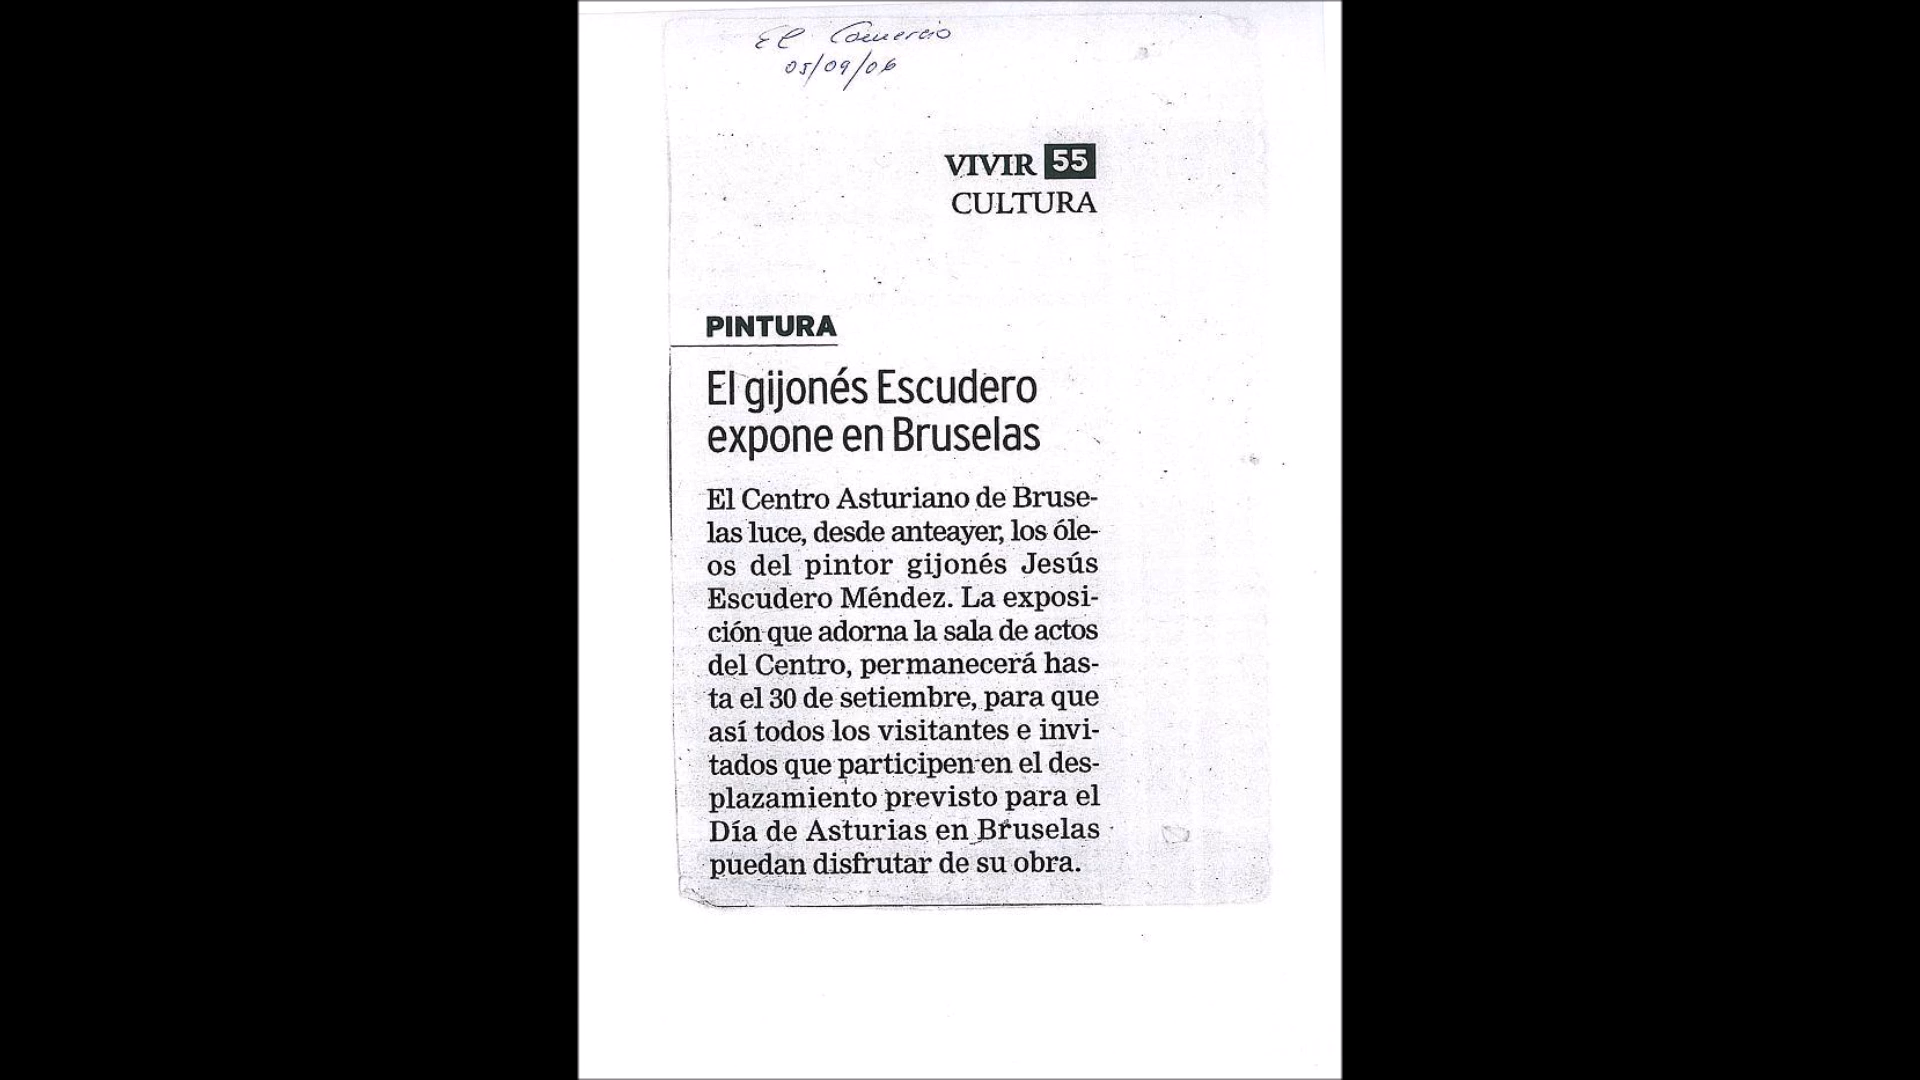 El Comercio
05/09/06
VIVIR 55
CULTURA
PINTURA
El gijonés Escudero
expone en Bruselas
El Centro Asturiano de Bruse-
las luce, desde anteayer, los óle-
os del pintor gijonés Jesús
Escudero Méndez. La exposi-
ción que adorna la sala de actos
del Centro, permanecerá has-
ta el 30 de setiembre, para que
así todos los visitantes e invi-
tados que participen en el des-
plazamiento previsto para el
Día de Asturias en Bruselas
puedan disfrutar de su obra.